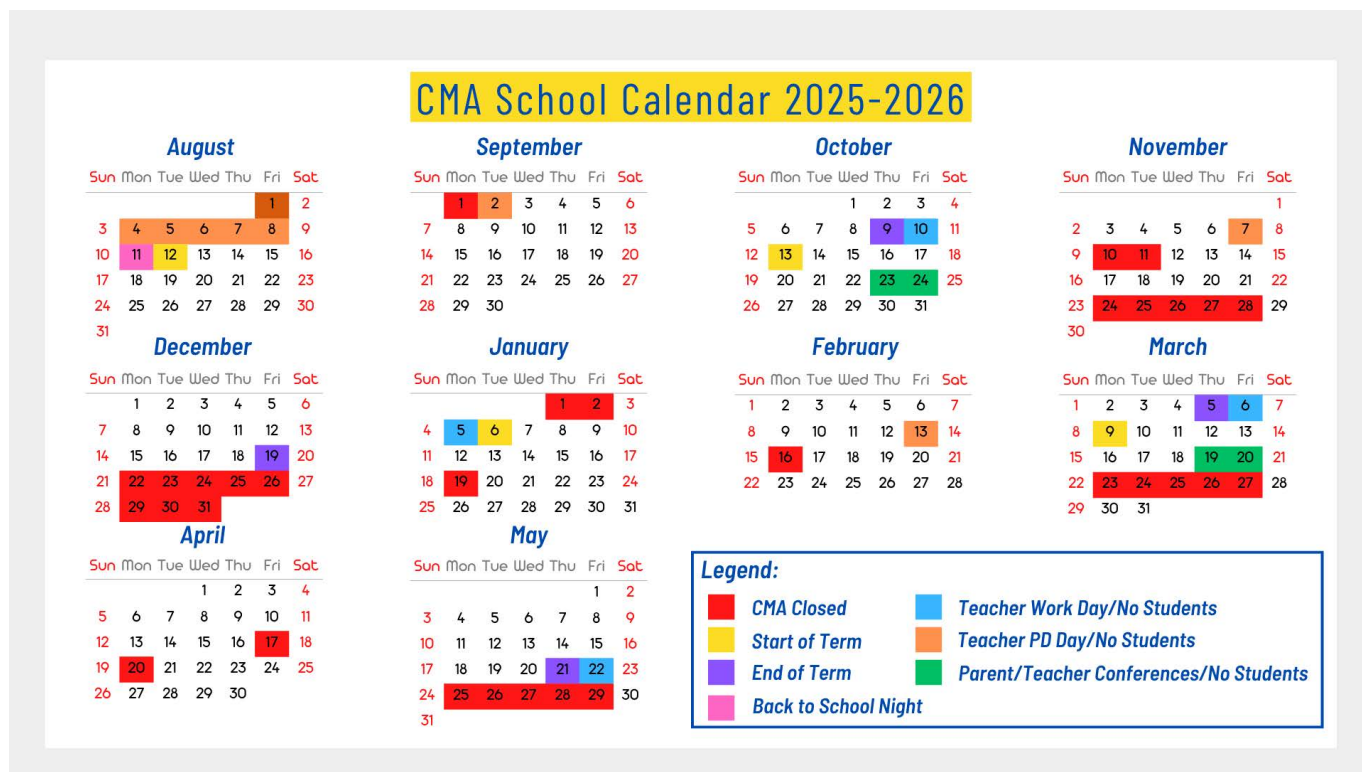 CMA School Calendar 2025-2026
August
Sun Mon Tue Wed Thu Fri Sat
1 2
3 4 5 6 7 8 9
10 11 12 13 14 15 16
17 18 19 20 21 22 23
24 25 26 27 28 29 30
31
September
Sun Mon Tue Wed Thu Fri Sat
1 2 3 4 5 6
7 8 9 10 11 12 13
14 15 16 17 18 19 20
21 22 23 24 25 26 27
28 29 30
October
Sun Mon Tue Wed Thu Fri Sat
1 2 3 4
5 6 7 8 9 10 11
12 13 14 15 16 17 18
19 20 21 22 23 24 25
26 27 28 29 30 31
November
Sun Mon Tue Wed Thu Fri Sat
1
2 3 4 5 6 7 8
9 10 11 12 13 14 15
16 17 18 19 20 21 22
23 24 25 26 27 28 29
30
December
Sun Mon Tue Wed Thu Fri Sat
1 2 3 4 5 6
7 8 9 10 11 12 13
14 15 16 17 18 19 20
21 22 23 24 25 26 27
28 29 30 31
January
Sun Mon Tue Wed Thu Fri Sat
1 2 3
4 5 6 7 8 9 10
11 12 13 14 15 16 17
18 19 20 21 22 23 24
25 26 27 28 29 30 31
February
Sun Mon Tue Wed Thu Fri Sat
1 2 3 4 5 6 7
8 9 10 11 12 13 14
15 16 17 18 19 20 21
22 23 24 25 26 27 28
March
Sun Mon Tue Wed Thu Fri Sat
1 2 3 4 5 6 7
8 9 10 11 12 13 14
15 16 17 18 19 20 21
22 23 24 25 26 27 28
29 30 31
April
Sun Mon Tue Wed Thu Fri Sat
1 2 3 4
5 6 7 8 9 10 11
12 13 14 15 16 17 18
19 20 21 22 23 24 25
26 27 28 29 30
May
Sun Mon Tue Wed Thu Fri Sat
1 2
3 4 5 6 7 8 9
10 11 12 13 14 15 16
17 18 19 20 21 22 23
24 25 26 27 28 29 30
31
Legend:
CMA Closed
Start of Term
End of Term
Back to School Night
Teacher Work Day/No Students
Teacher PD Day/No Students
Parent/Teacher Conferences/No Students